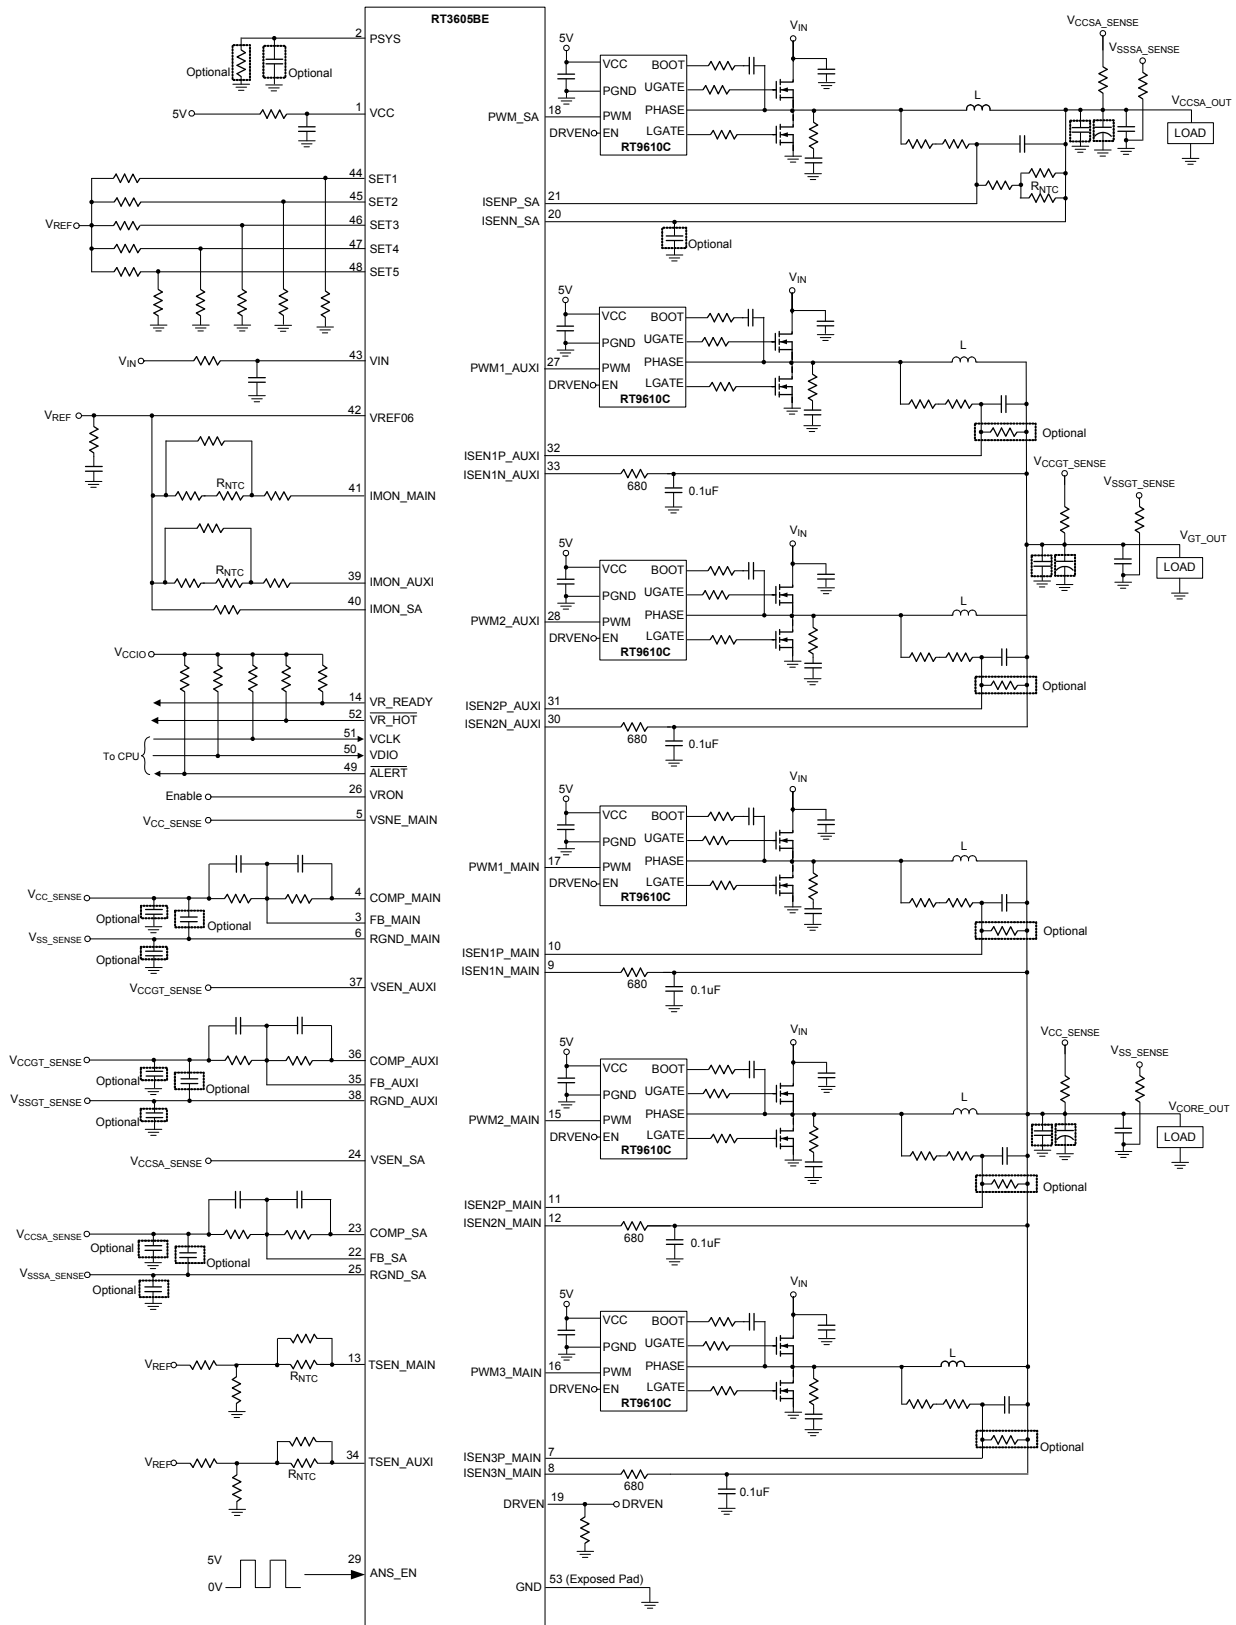 RT3605BE
2 PSYS
Optional
Optional
5V
1 VCC
44 SET1
45 SET2
VREF
46 SET3
47 SET4
48 SET5
VIN
43 VIN
VREF
42 VREF06
RNTC
41 IMON_MAIN
RNTC
39 IMON_AUXI
40 IMON_SA
VCCIO
14 VR_READY
52 VR_HOT
51 VCLK
To CPU
50 VDIO
49 ALERT
Enable
26 VRON
VCC_SENSE
5 VSNE_MAIN
VCC_SENSE
4 COMP_MAIN
Optional
Optional
3 FB_MAIN
VSS_SENSE
6 RGND_MAIN
Optional
VCCGT_SENSE
37 VSEN_AUXI
VCCGT_SENSE
36 COMP_AUXI
Optional
Optional
35 FB_AUXI
VSSGT_SENSE
38 RGND_AUXI
Optional
VCCSA_SENSE
24 VSEN_SA
VCCSA_SENSE
23 COMP_SA
Optional
Optional
22 FB_SA
VSSSA_SENSE
25 RGND_SA
Optional
VREF
RNTC
13 TSEN_MAIN
VREF
RNTC
34 TSEN_AUXI
5V
0V
29 ANS_EN
5V
VIN
VCCSA_SENSE
VSSSA_SENSE
VCC BOOT
PGND UGATE
PWM_SA 18 PWM PHASE
L
VCCSA_OUT
LOAD
DRVEN EN LGATE
RT9610C
RNTC
ISENP_SA 21
ISENN_SA 20
Optional
5V
VIN
VCC BOOT
PGND UGATE
PWM1_AUXI 27 PWM PHASE
L
DRVEN EN LGATE
RT9610C
Optional
ISEN1P_AUXI 32
ISEN1N_AUXI 33
680
0.1uF
VCCGT_SENSE
VSSGT_SENSE
VGT_OUT
LOAD
5V
VIN
VCC BOOT
PGND UGATE
PWM2_AUXI 28 PWM PHASE
L
DRVEN EN LGATE
RT9610C
Optional
ISEN2P_AUXI 31
ISEN2N_AUXI 30
680
0.1uF
5V
VIN
VCC BOOT
PGND UGATE
PWM1_MAIN 17 PWM PHASE
L
DRVEN EN LGATE
RT9610C
Optional
ISEN1P_MAIN 10
ISEN1N_MAIN 9
680
0.1uF
5V
VIN
VCC_SENSE
VSS_SENSE
VCC BOOT
PGND UGATE
PWM2_MAIN 15 PWM PHASE
L
VCORE_OUT
LOAD
DRVEN EN LGATE
RT9610C
Optional
ISEN2P_MAIN 11
ISEN2N_MAIN 12
680
0.1uF
5V
VIN
VCC BOOT
PGND UGATE
PWM3_MAIN 16 PWM PHASE
L
DRVEN EN LGATE
RT9610C
Optional
ISEN3P_MAIN 7
ISEN3N_MAIN 8
680
0.1uF
DRVEN 19 DRVEN
GND 53 (Exposed Pad)